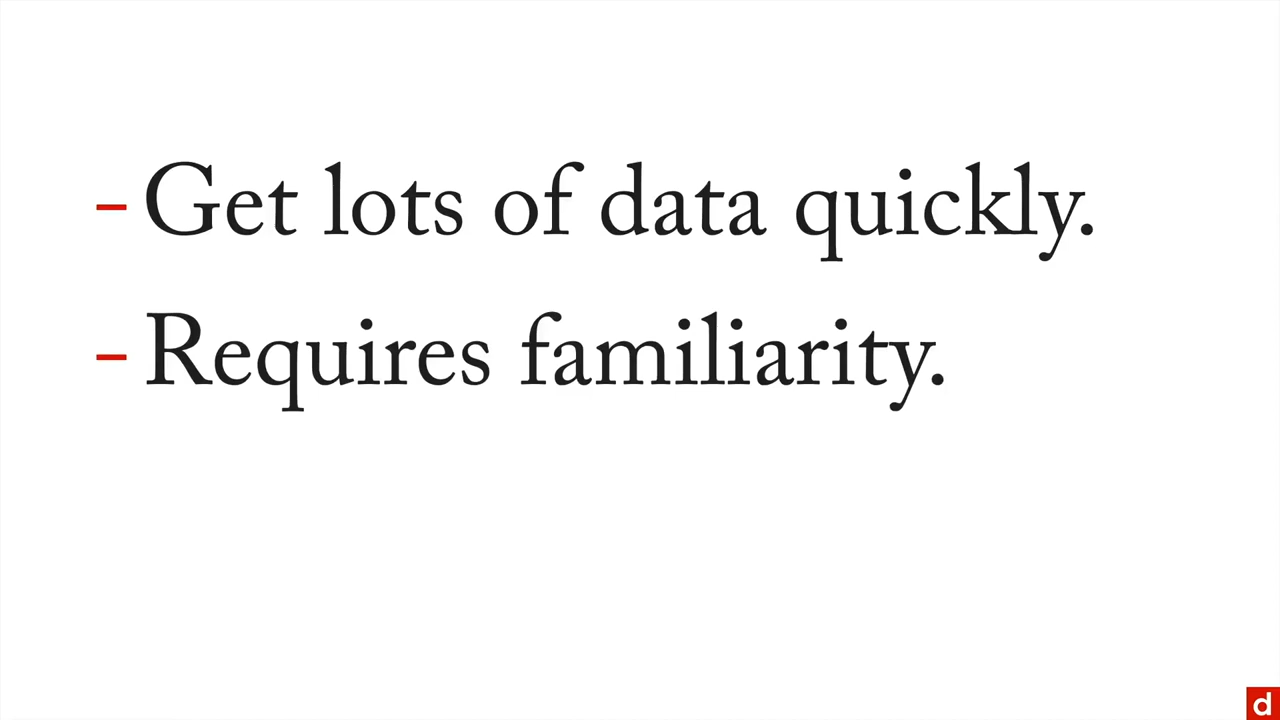 - Get lots of data quickly.
- Requires familiarity.
d